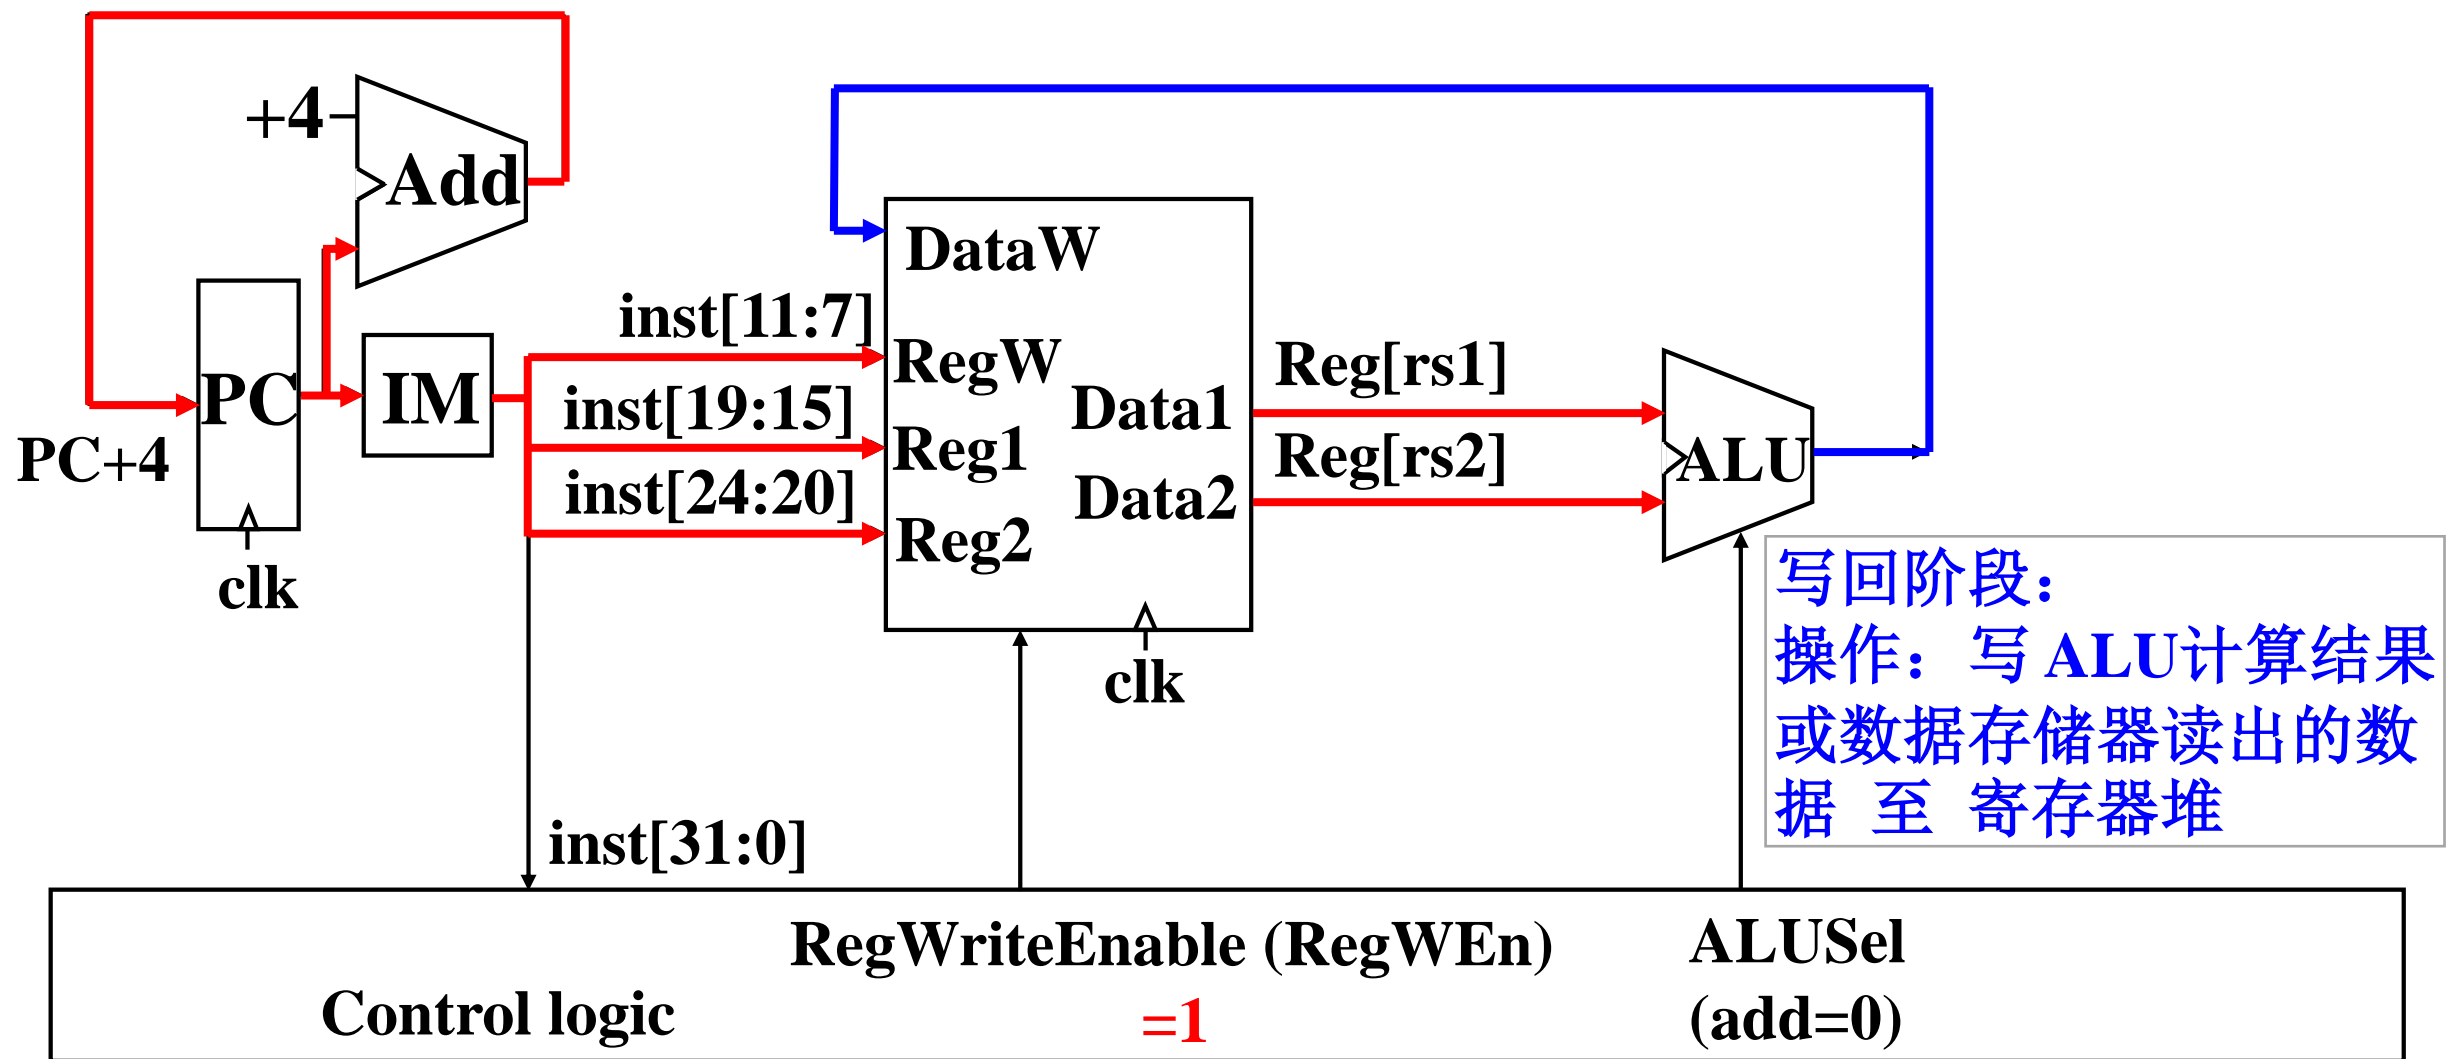 +4
Add
DataW
inst[11:7]
RegW
Reg[rs1]
PC
IM
inst[19:15]
Data1
Reg1
Reg[rs2]
ALU
PC+4
inst[24:20]
Data2
Reg2
clk
clk
写回阶段：
操作：写 ALU计算结果
或数据存储器读出的数
据 至 寄存器堆
inst[31:0]
RegWriteEnable (RegWEn)
ALUSel
Control logic
=1
(add=0)